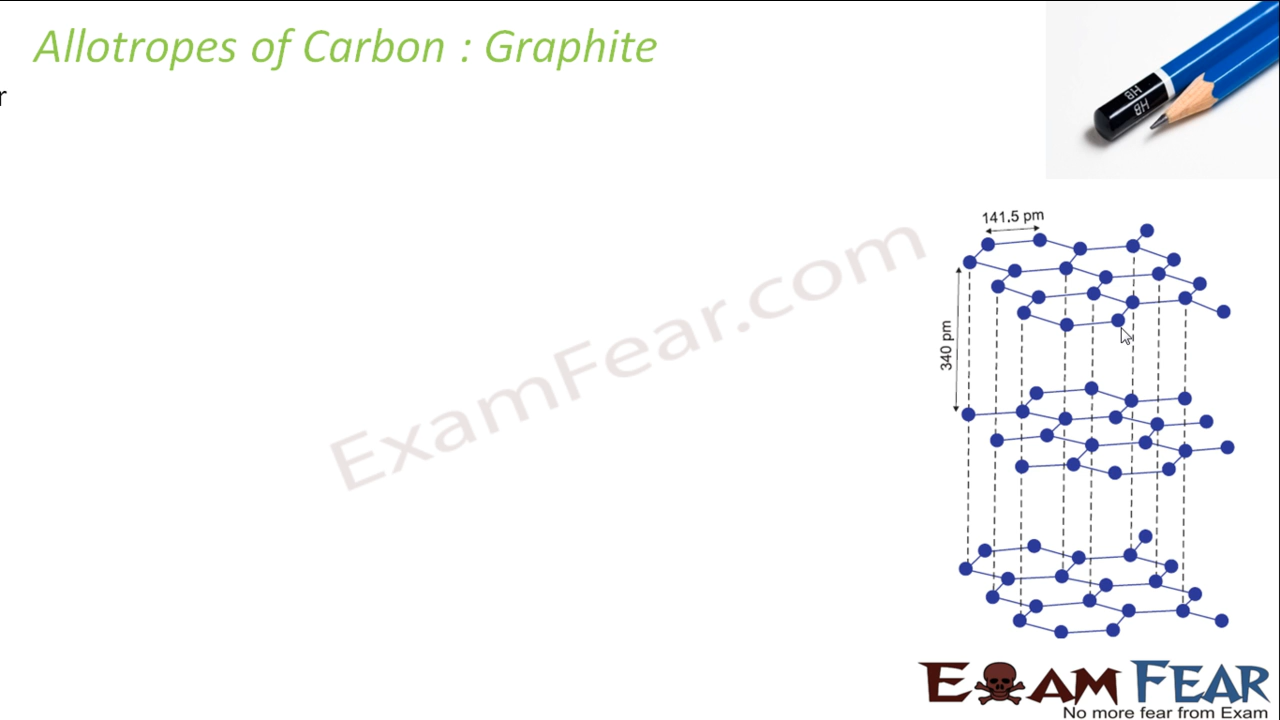 Allotropes of Carbon : Graphite
r
HB
HB
141.5 pm
340 pm
ExamFear.com
EXAM FEAR
No more fear from Exam